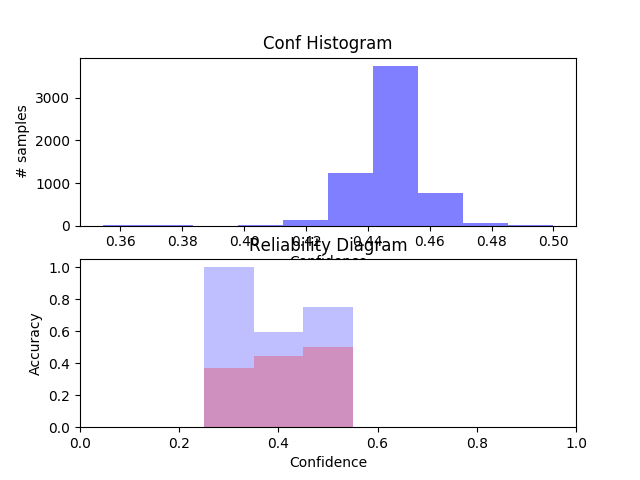 Conf Histogram
# samples
3000
2000
1000
0
0.36 0.38 0.40 0.42 0.44 0.46 0.48 0.50
Confidence
Reliability Diagram
Accuracy
1.0
0.8
0.6
0.4
0.2
0.0
0.0 0.2 0.4 0.6 0.8 1.0
Confidence